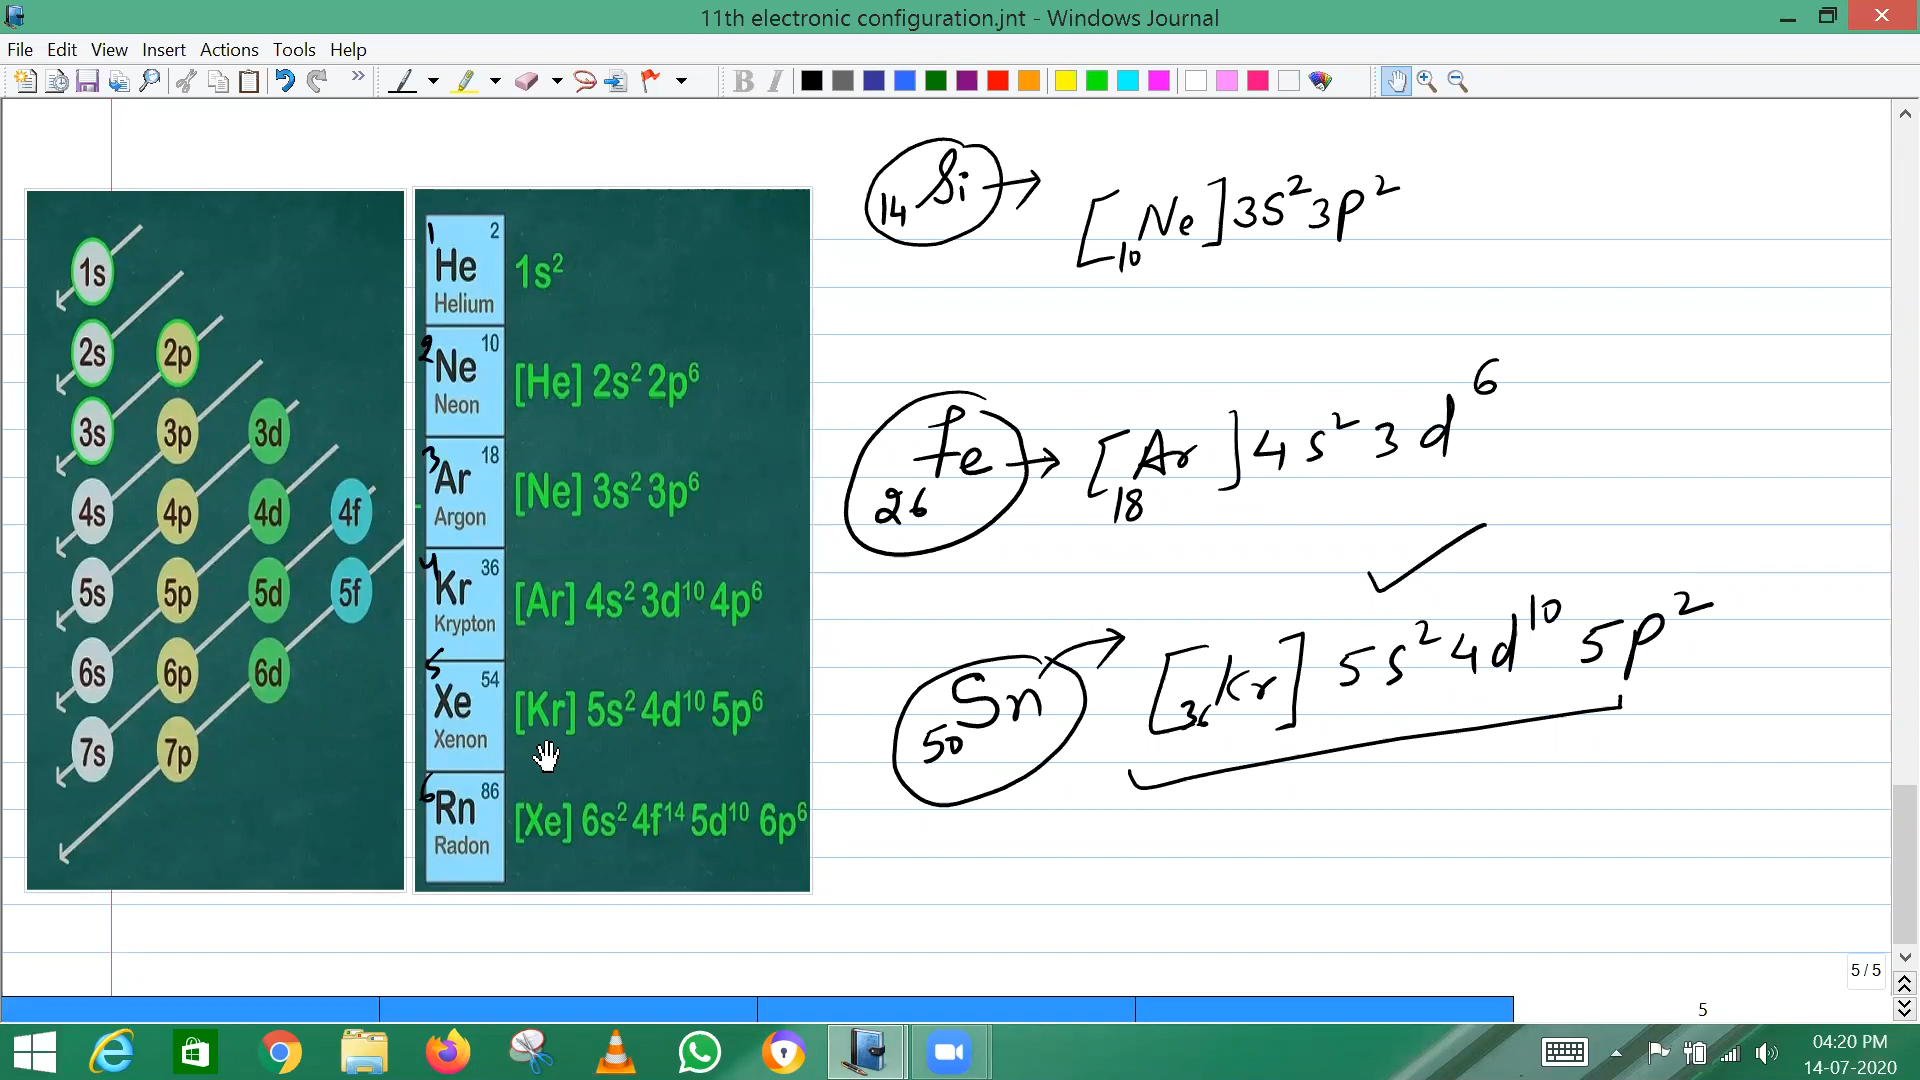 11th electronic configuration.jnt - Windows Journal
File Edit View Insert Actions Tools Help
B I
1s
2s 2p
3s 3p 3d
4s 4p 4d 4f
5s 5p 5d 5f
6s 6p 6d
7s 7p
1 2
He 1s²
Helium
2 10
Ne [He] 2s² 2p⁶
Neon
3 18
Ar [Ne] 3s² 3p⁶
Argon
4 36
Kr [Ar] 4s² 3d¹⁰ 4p⁶
Krypton
5 54
Xe [Kr] 5s² 4d¹⁰ 5p⁶
Xenon
6 86
Rn [Xe] 6s² 4f¹⁴ 5d¹⁰ 6p⁶
Radon
₁₄Si → [₁₀Ne] 3s² 3p²
₂₆Fe → [₁₈Ar] 4s² 3d⁶
₅₀Sn → [₃₆Kr] 5s² 4d¹⁰ 5p²
5 / 5
5
04:20 PM
14-07-2020